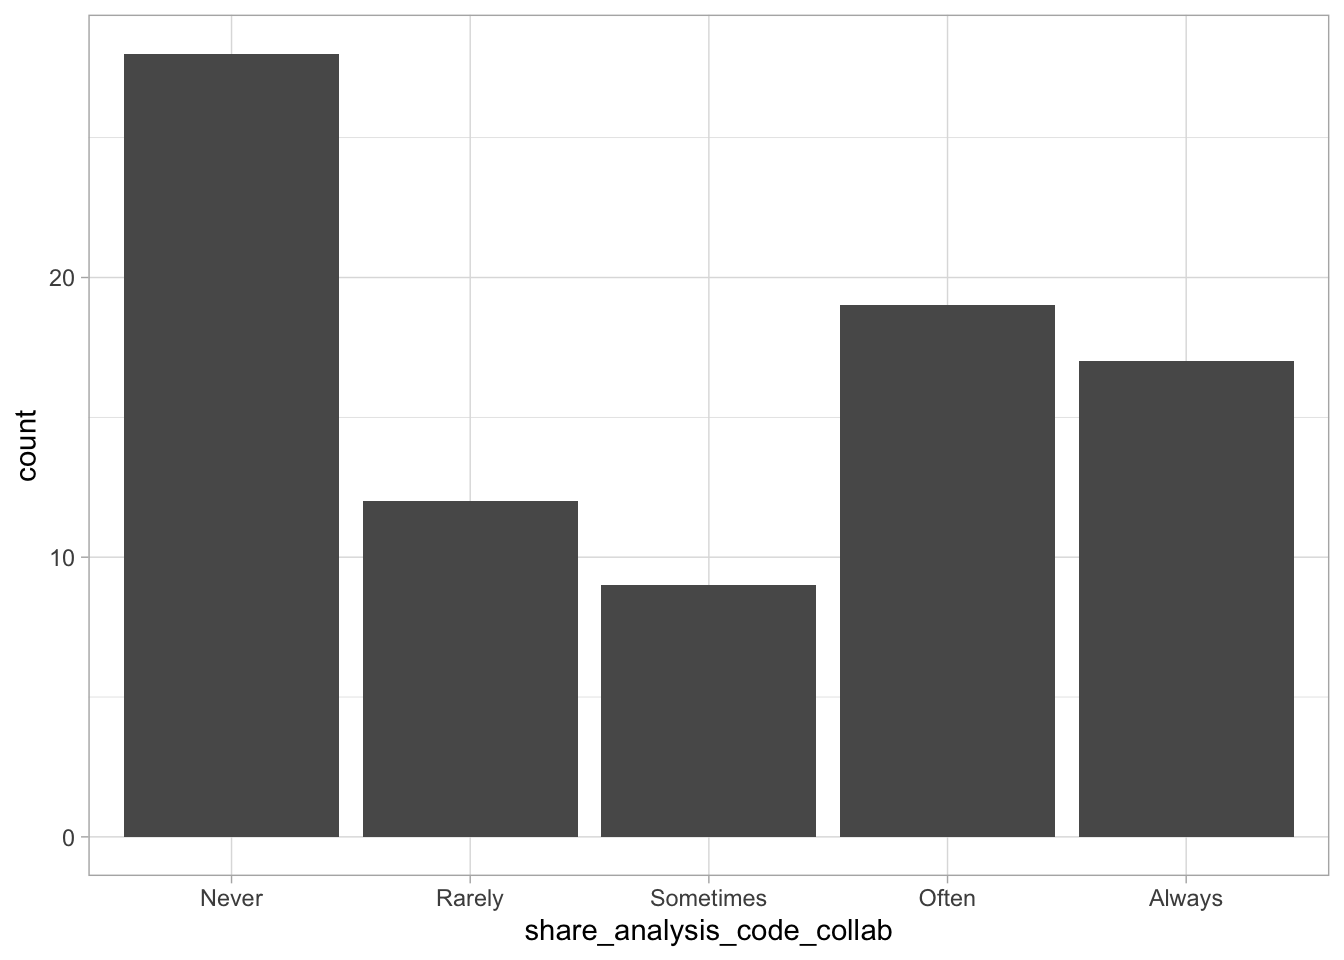 count
20
10
0
Never Rarely Sometimes Often Always
share_analysis_code_collab